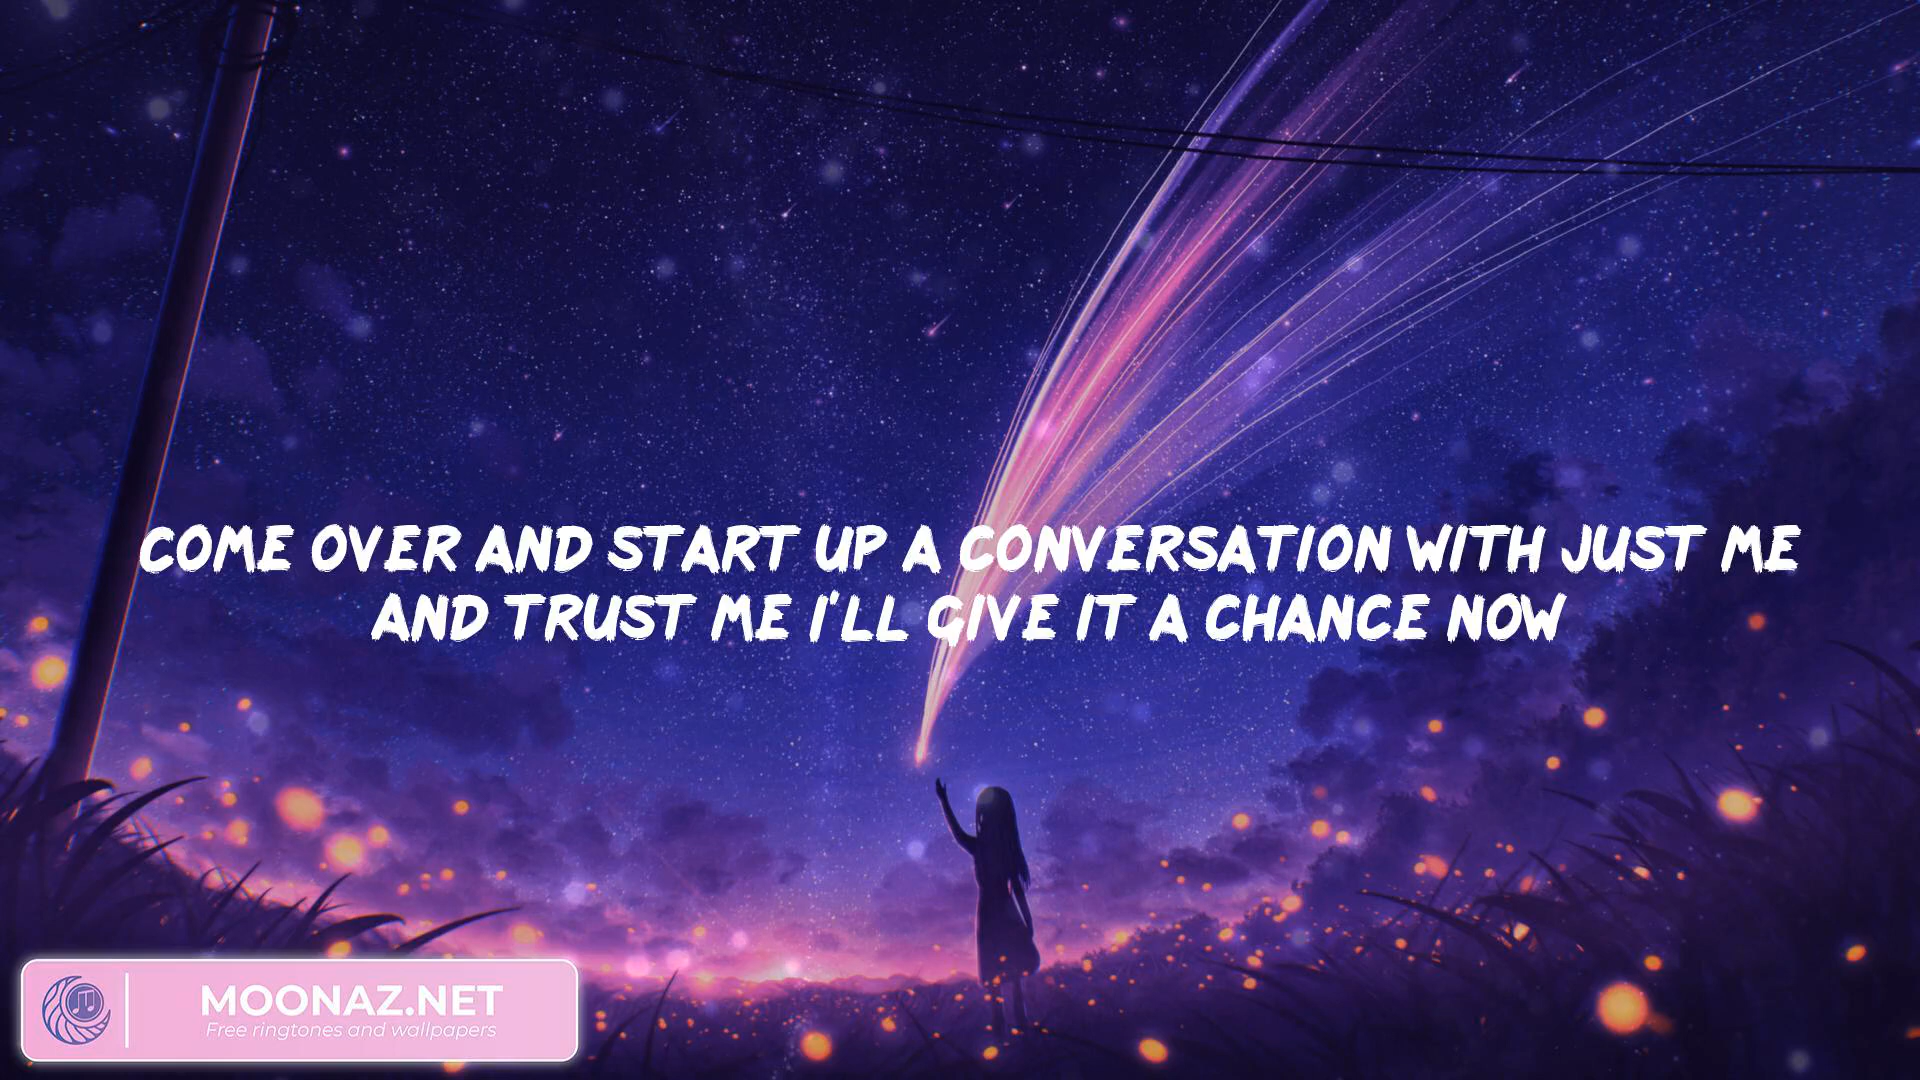 COME OVER AND START UP A CONVERSATION WITH JUST ME
AND TRUST ME I'LL GIVE IT A CHANCE NOW
MOONAZ.NET
Free ringtones and wallpapers